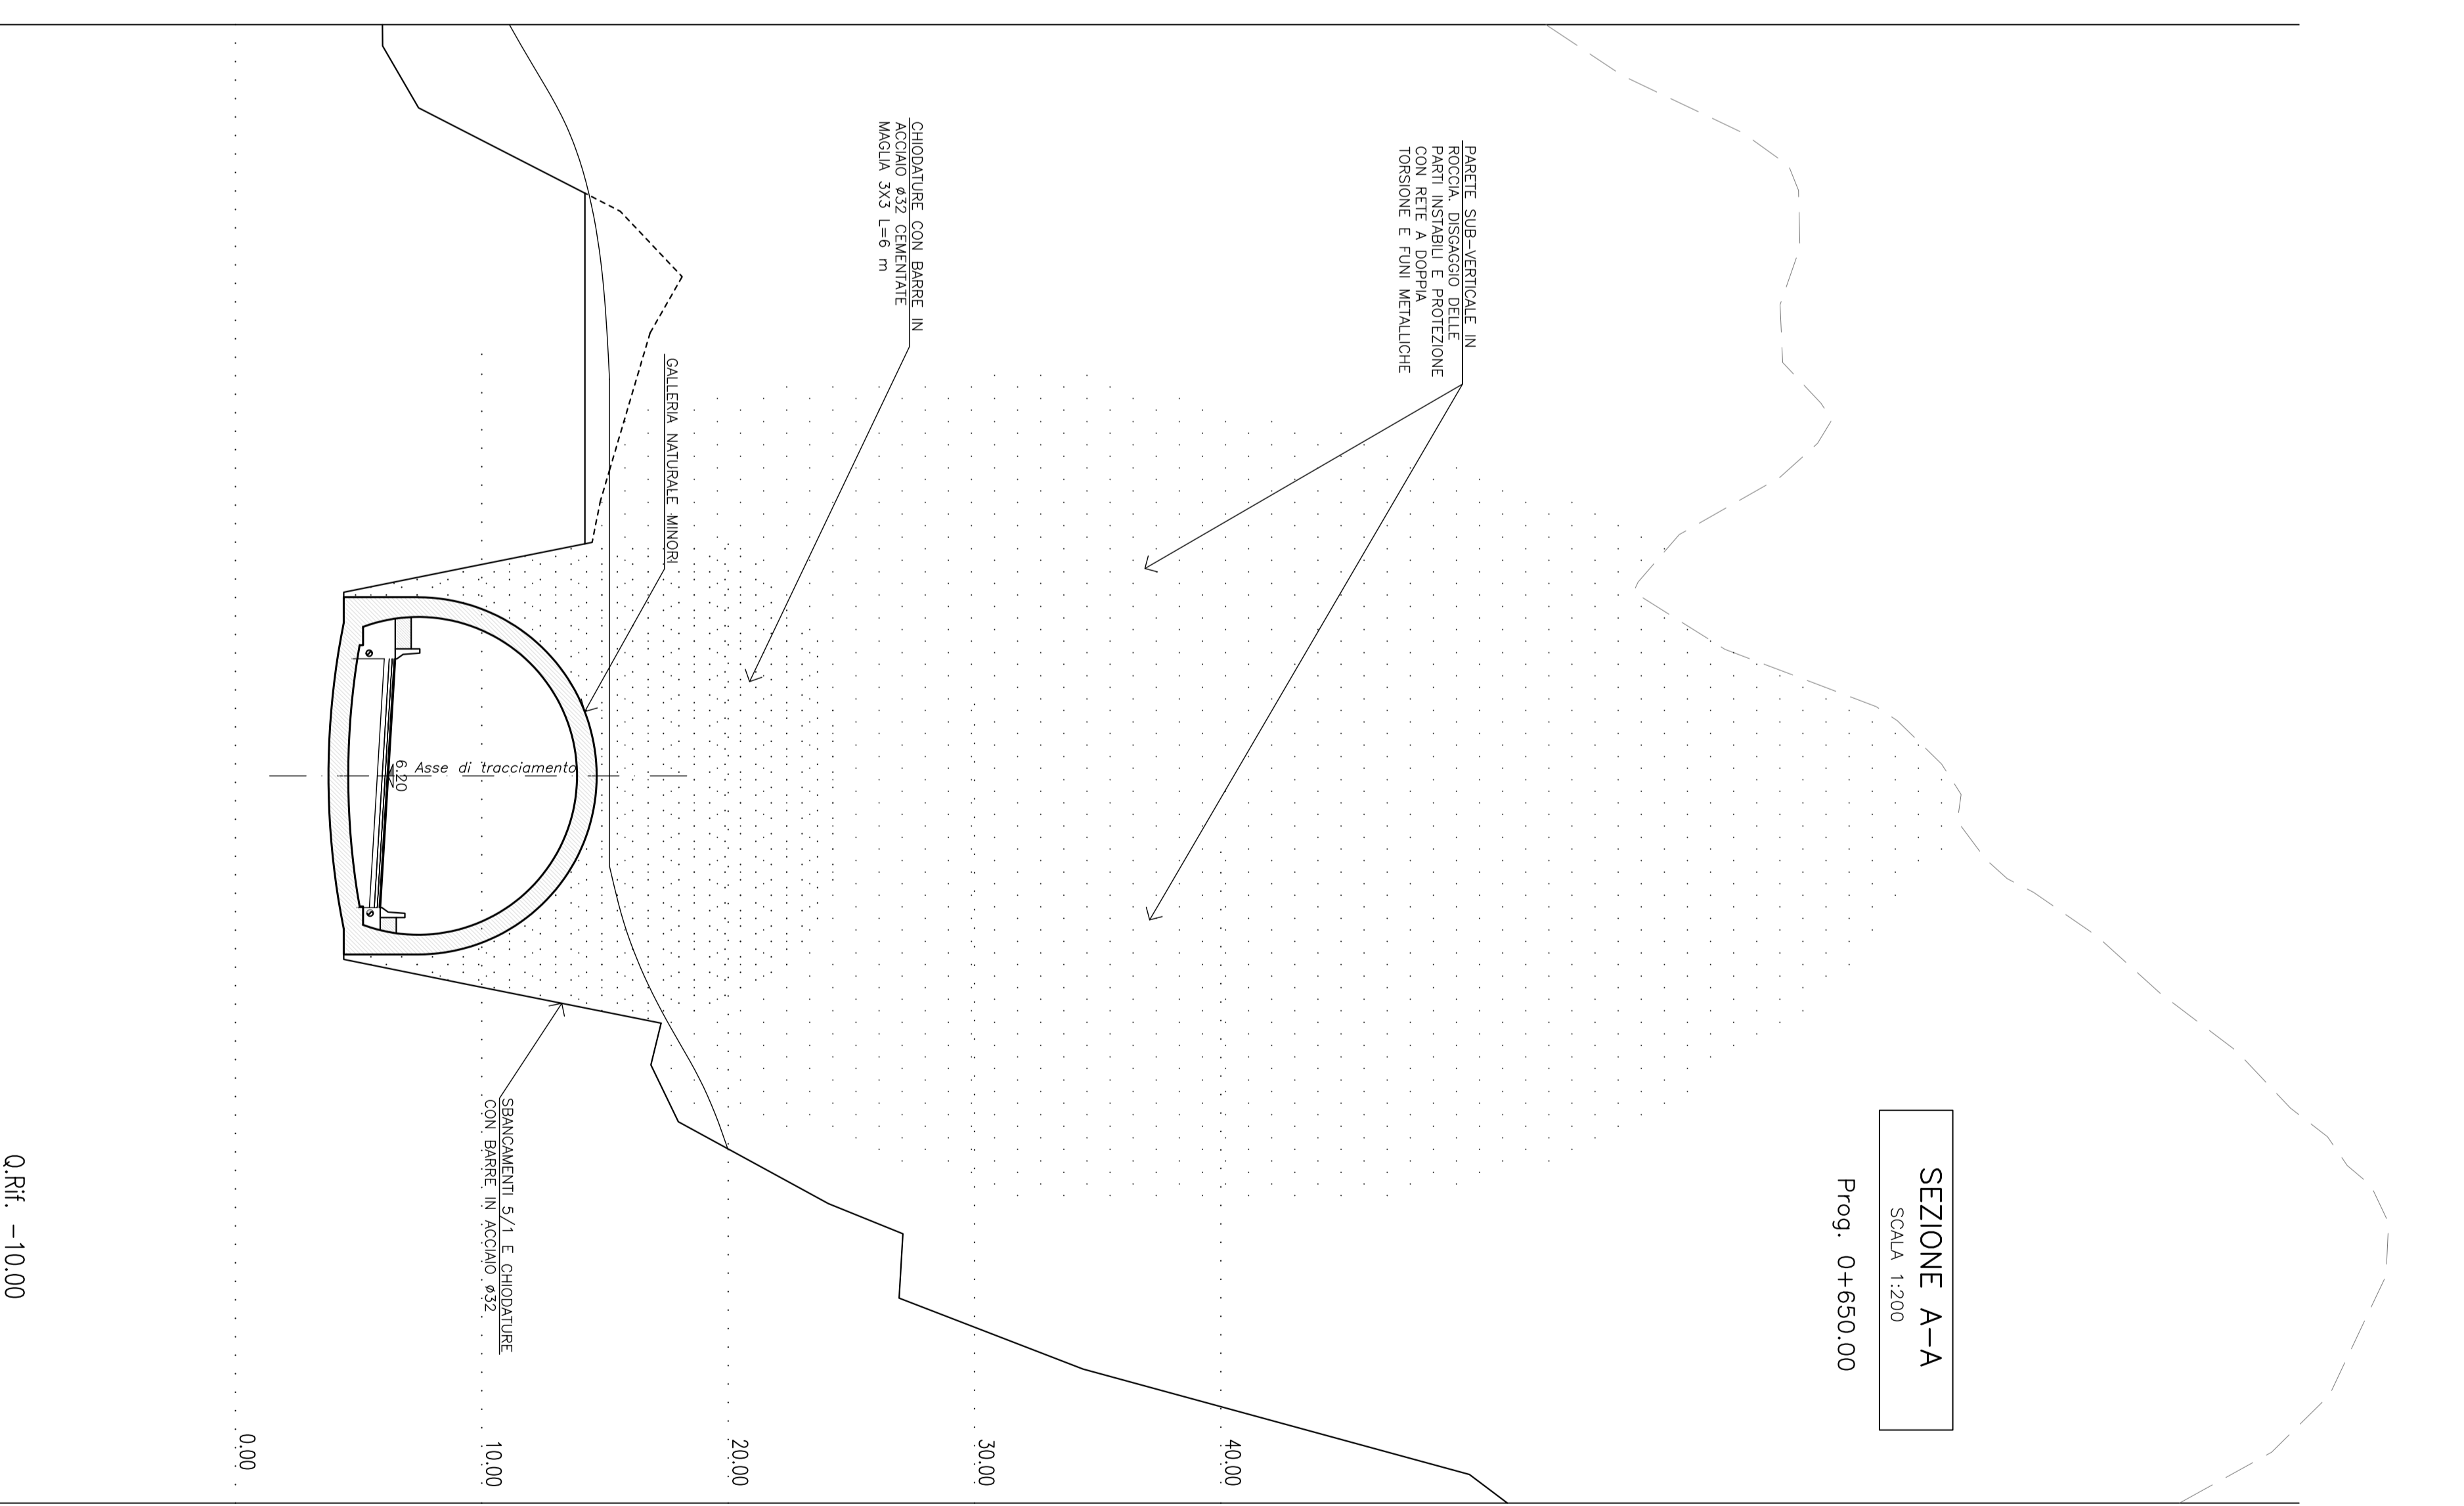 SEZIONE A-A
SCALA 1:200
Prog. 0+650.00
PARETE SUB-VERTICALE IN
ROCCIA. DISGAGGIO DELLE
PARTI INSTABILI E PROTEZIONE
CON RETE A DOPPIA
TORSIONE E FUNI METALLICHE
40.00
30.00
CHIODATURE CON BARRE IN
ACCIAIO ø32 CEMENTATE
MAGLIA 3X3 L=6 m
20.00
GALLERIA NATURALE MINORI
SBANCAMENTI 5/1 E CHIODATURE
CON BARRE IN ACCIAIO ø32
10.00
Asse di tracciamento
6.20
0.00
Q.Rif. -10.00